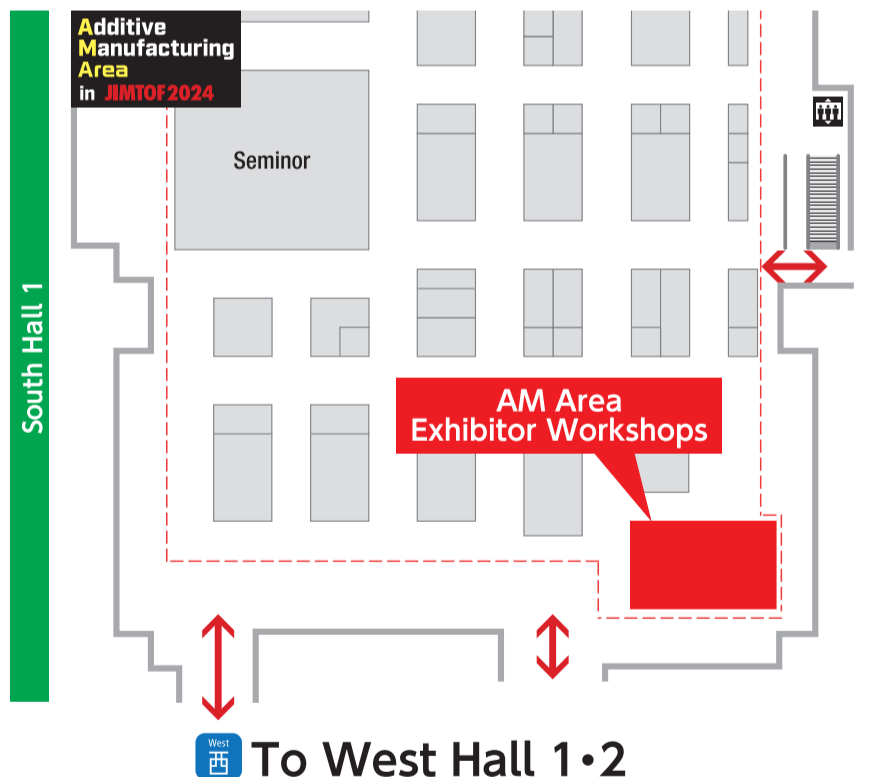 Additive
Manufacturing
Area
in JIMTOF2024
Seminor
South Hall 1
AM Area
Exhibitor Workshops
West
西
To West Hall 1•2